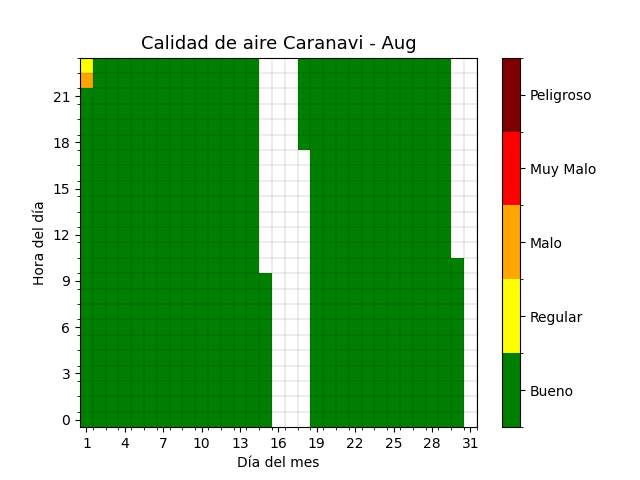 Calidad de aire Caranavi - Aug
Hora del día
21
18
15
12
9
6
3
0
1 4 7 10 13 16 19 22 25 28 31
Día del mes
Peligroso
Muy Malo
Malo
Regular
Bueno